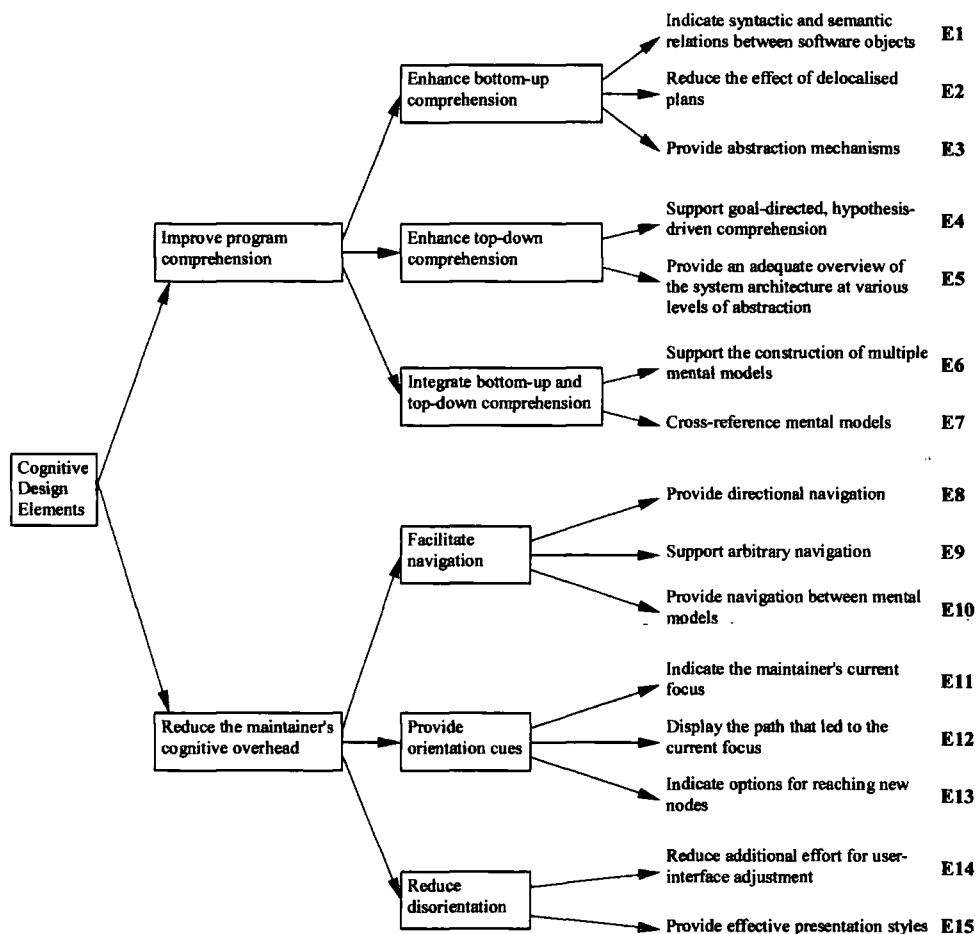 Indicate syntactic and semantic
relations between software objects E1
Enhance bottom-up
comprehension
Reduce the effect of delocalised
plans E2
Provide abstraction mechanisms E3
Improve program
comprehension
Enhance top-down
comprehension
Support goal-directed, hypothesis-
driven comprehension E4
Provide an adequate overview of
the system architecture at various
levels of abstraction E5
Integrate bottom-up and
top-down comprehension
Support the construction of multiple
mental models E6
Cross-reference mental models E7
Cognitive
Design
Elements
Facilitate
navigation
Provide directional navigation E8
Support arbitrary navigation E9
Provide navigation between mental
models E10
Reduce the maintainer's
cognitive overhead
Provide
orientation cues
Indicate the maintainer's current
focus E11
Display the path that led to the
current focus E12
Indicate options for reaching new
nodes E13
Reduce
disorientation
Reduce additional effort for user-
interface adjustment E14
Provide effective presentation styles E15